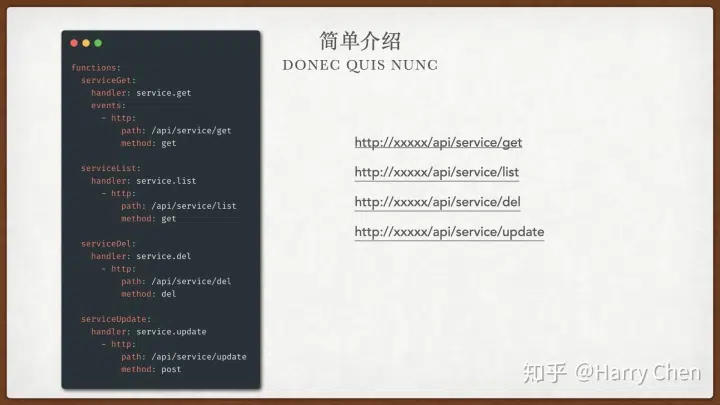 简单介绍
DONEC QUIS NUNC
functions:
serviceGet:
handler: service.get
events:
- http:
path: /api/service/get
method: get
serviceList:
handler: service.list
- http:
path: /api/service/list
method: get
serviceDel:
handler: service.del
- http:
path: /api/service/del
method: del
serviceUpdate:
handler: service.update
- http:
path: /api/service/update
method: post
http://xxxxx/api/service/get
http://xxxxx/api/service/list
http://xxxxx/api/service/del
http://xxxxx/api/service/update
知乎 @Harry Chen